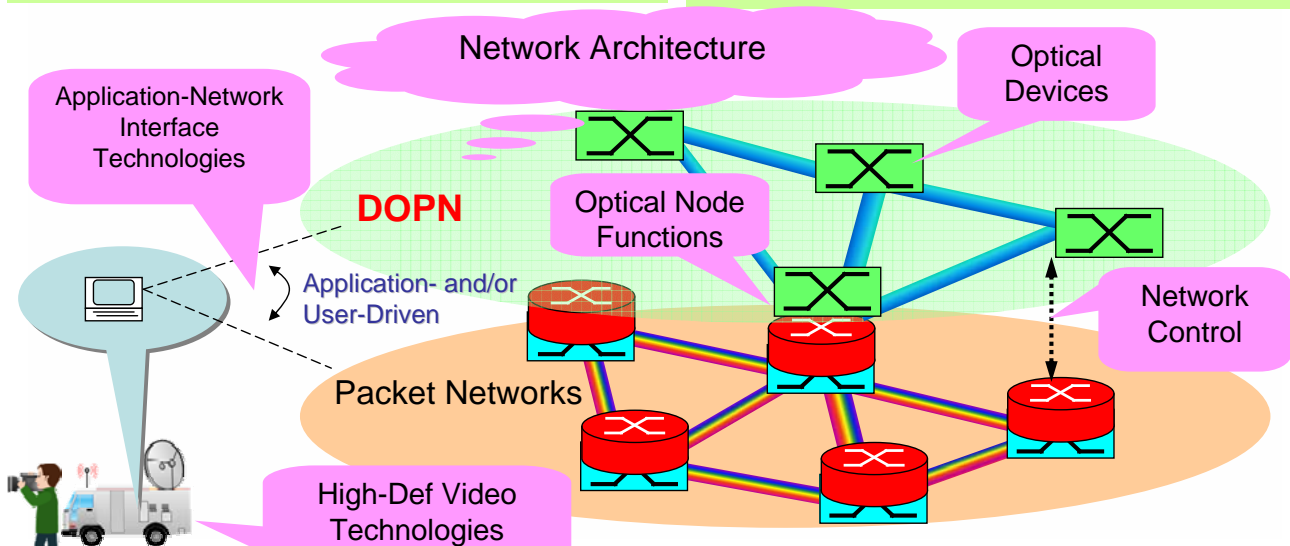 Network Architecture
Optical
Devices
Application-Network
Interface
Technologies
DOPN
Optical Node
Functions
Application- and/or
User-Driven
Network
Control
Packet Networks
High-Def Video
Technologies